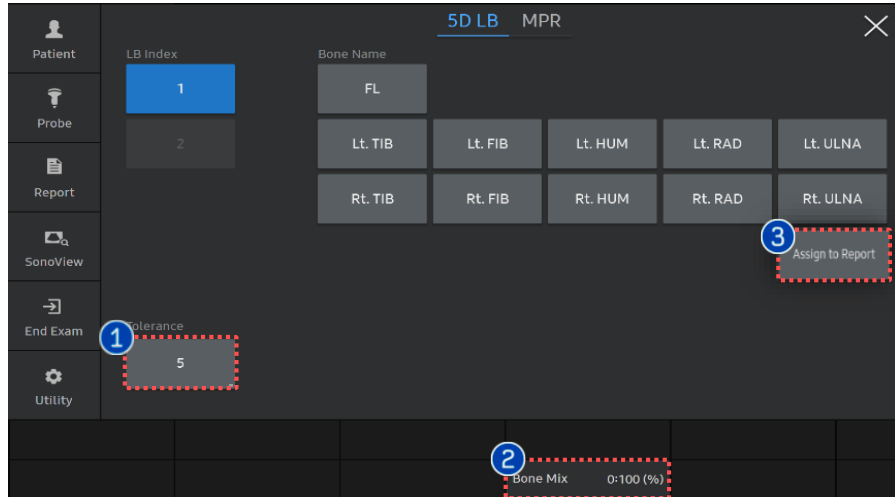 5D LB MPR
Patient
LB Index
Bone Name
1
FL
Probe
2
Lt. TIB Lt. FIB Lt. HUM Lt. RAD Lt. ULNA
Report
Rt. TIB Rt. FIB Rt. HUM Rt. RAD Rt. ULNA
3
Assign to Report
SonoView
End Exam
1
Tolerance
5
Utility
2
Bone Mix 0:100 (%)